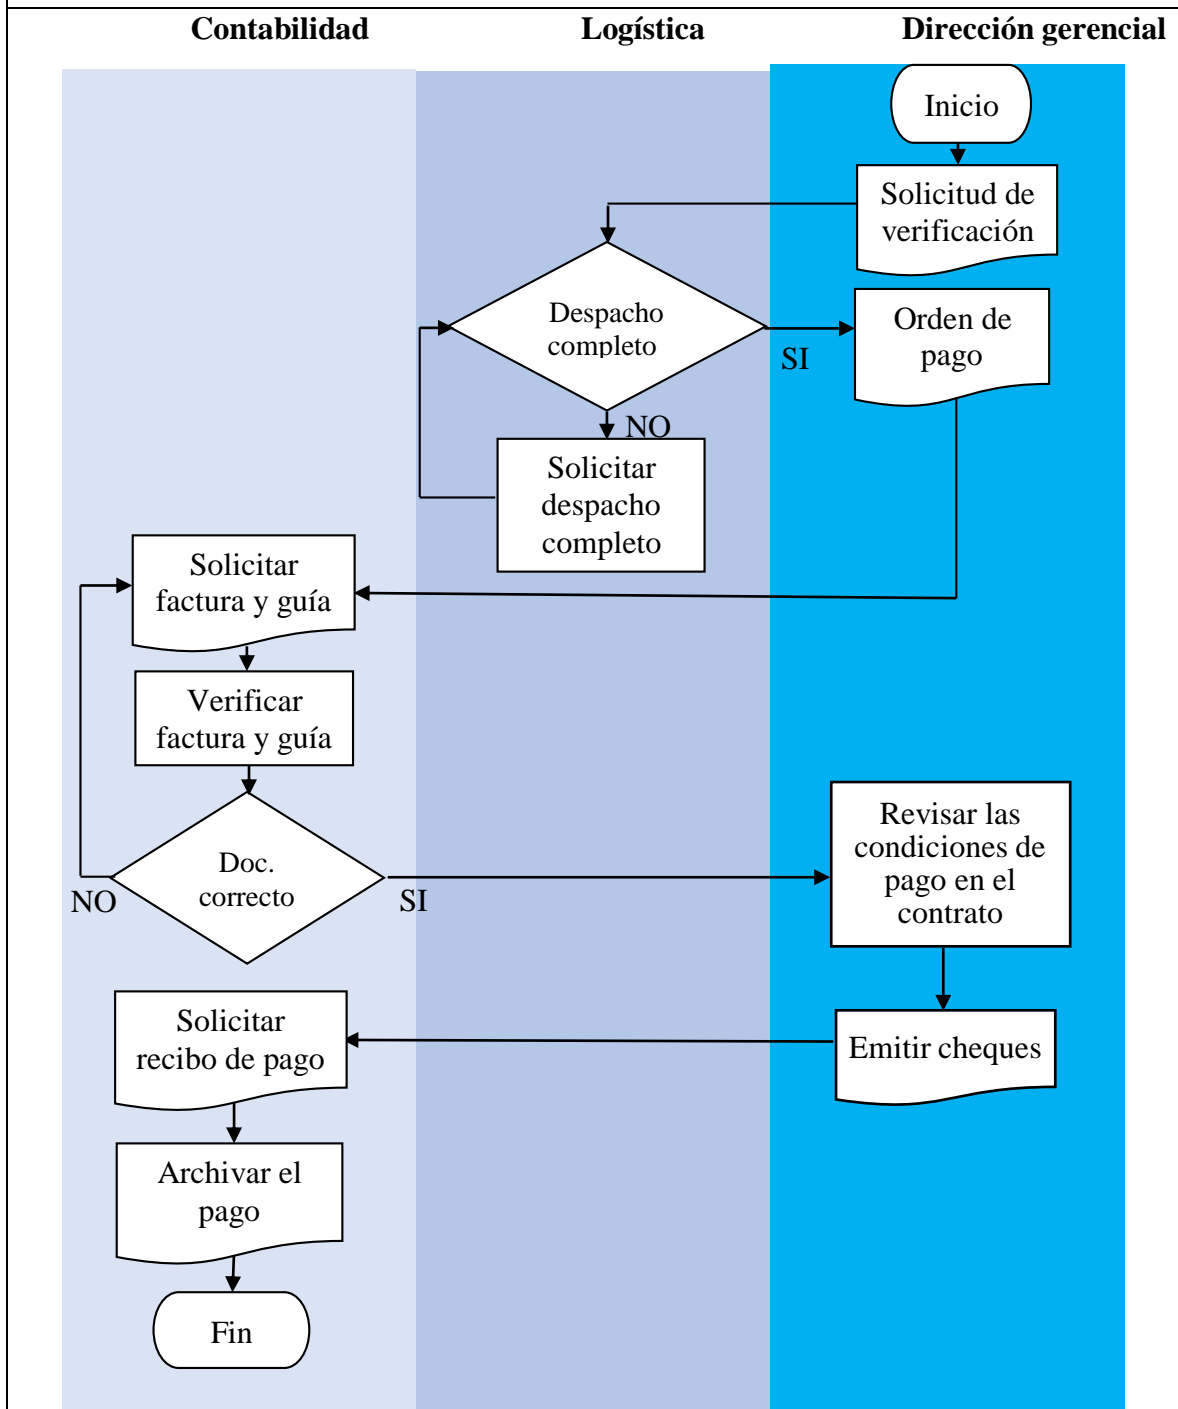 Contabilidad
Logística
Dirección gerencial
Inicio
Solicitud de
verificación
Despacho
completo
SI
Orden de
pago
NO
Solicitar
despacho
completo
Solicitar
factura y guía
Verificar
factura y guía
Doc.
correcto
NO
SI
Revisar las
condiciones de
pago en el
contrato
Emitir cheques
Solicitar
recibo de pago
Archivar el
pago
Fin